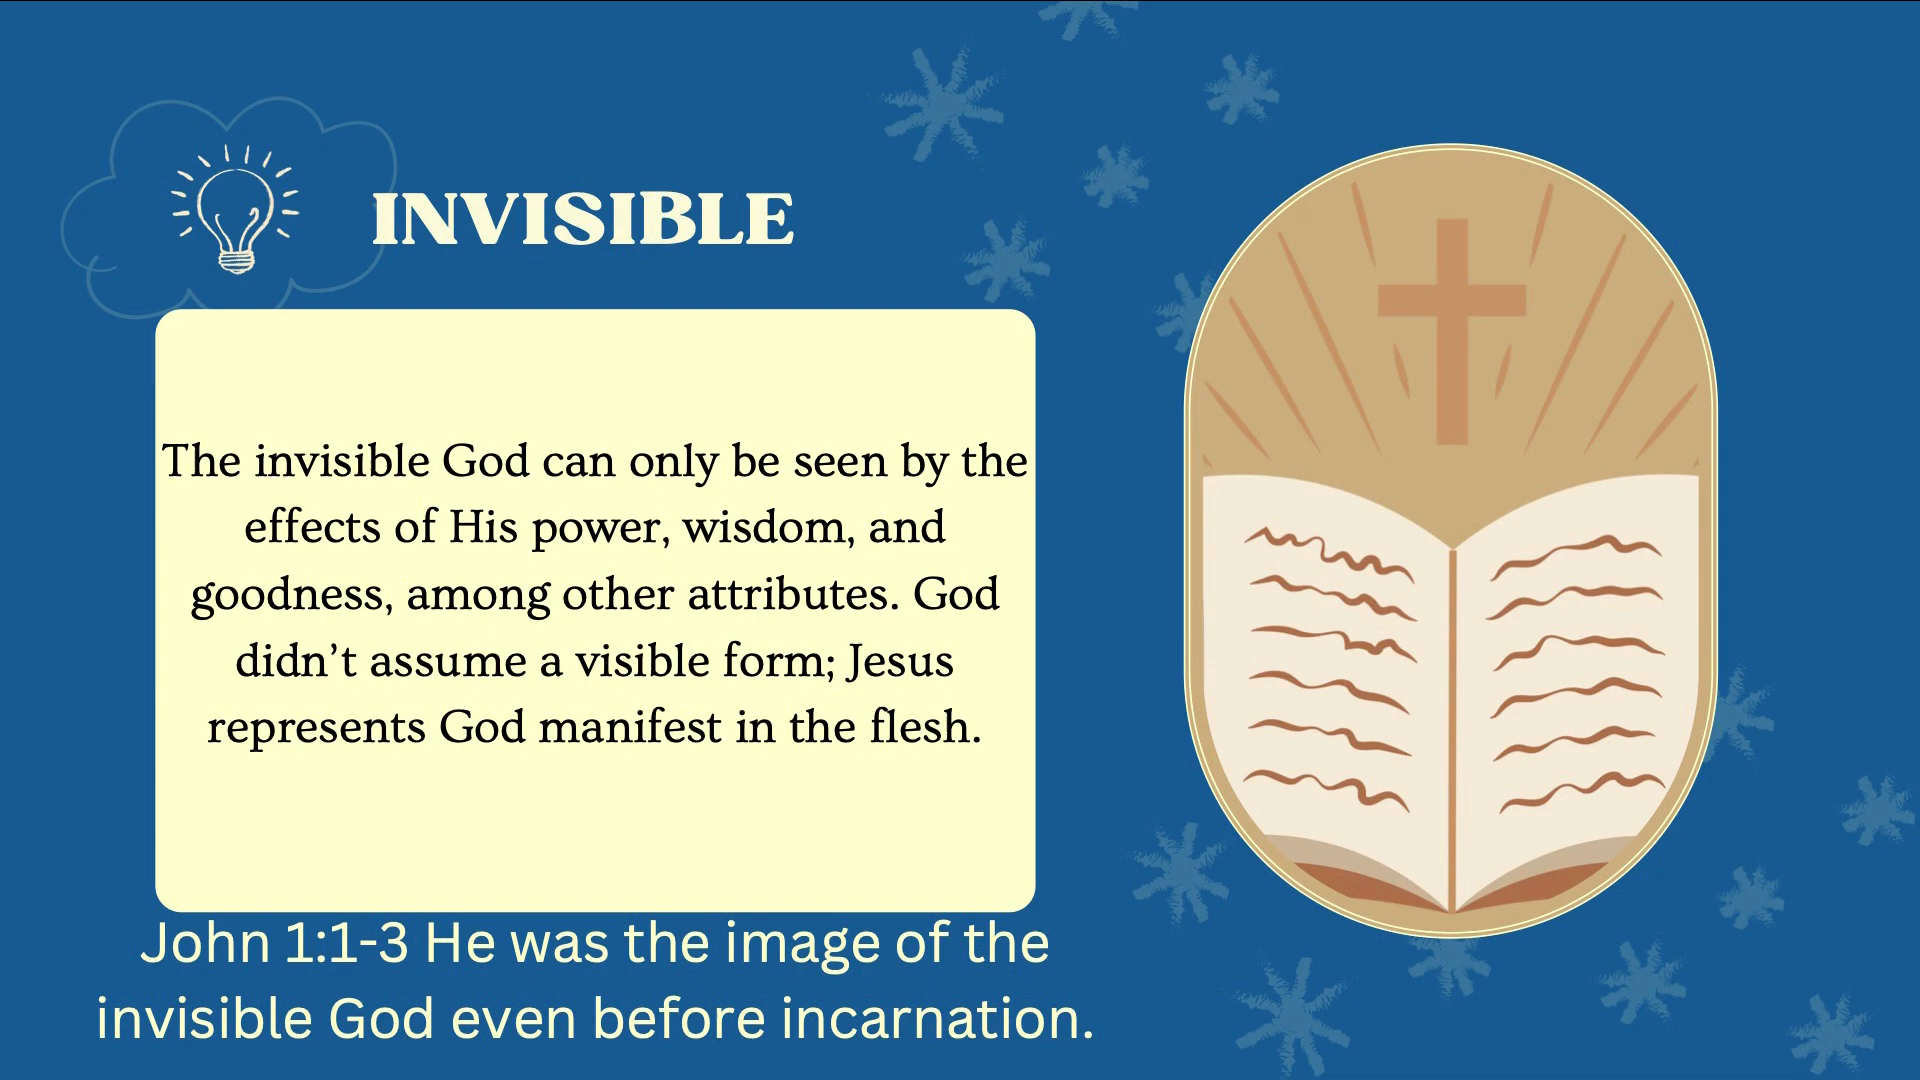 INVISIBLE
The invisible God can only be seen by the
effects of His power, wisdom, and
goodness, among other attributes. God
didn’t assume a visible form; Jesus
represents God manifest in the flesh.
John 1:1-3 He was the image of the
invisible God even before incarnation.